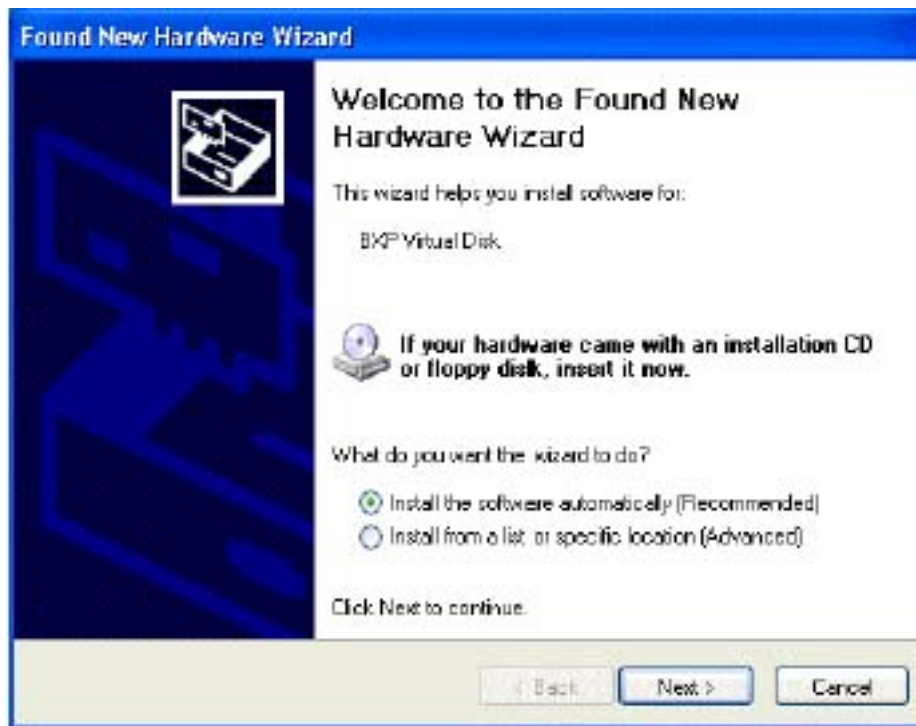 Found New Hardware Wizard
Welcome to the Found New
Hardware Wizard
This wizard helps you install software for:
BXP Virtual Disk
If your hardware came with an installation CD
or floppy disk, insert it now.
What do you want the wizard to do?
Install the software automatically (Recommended)
Install from a list or specific location (Advanced)
Click Next to continue.
< Back Next > Cancel